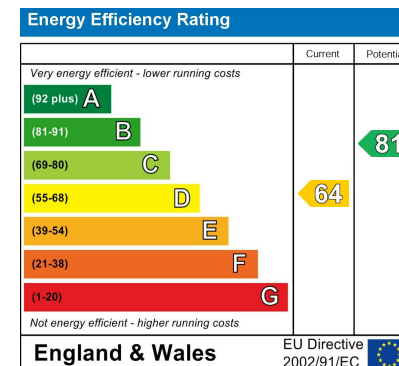 Energy Efficiency Rating
Current Potentia
Very energy efficient - lower running costs
(92 plus) A
(81-91) B
81
(69-80) C
(55-68) D
64
(39-54) E
(21-38) F
(1-20) G
Not energy efficient - higher running costs
England & Wales
EU Directive
2002/91/EC